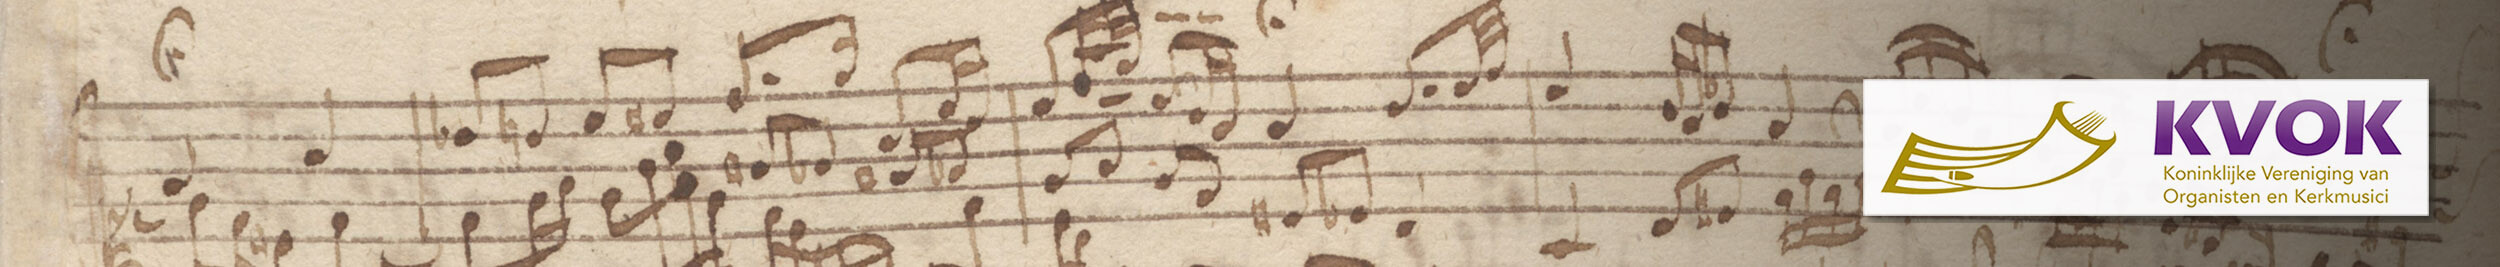 KVOK
Koninklijke Vereniging van
Organisten en Kerkmusici